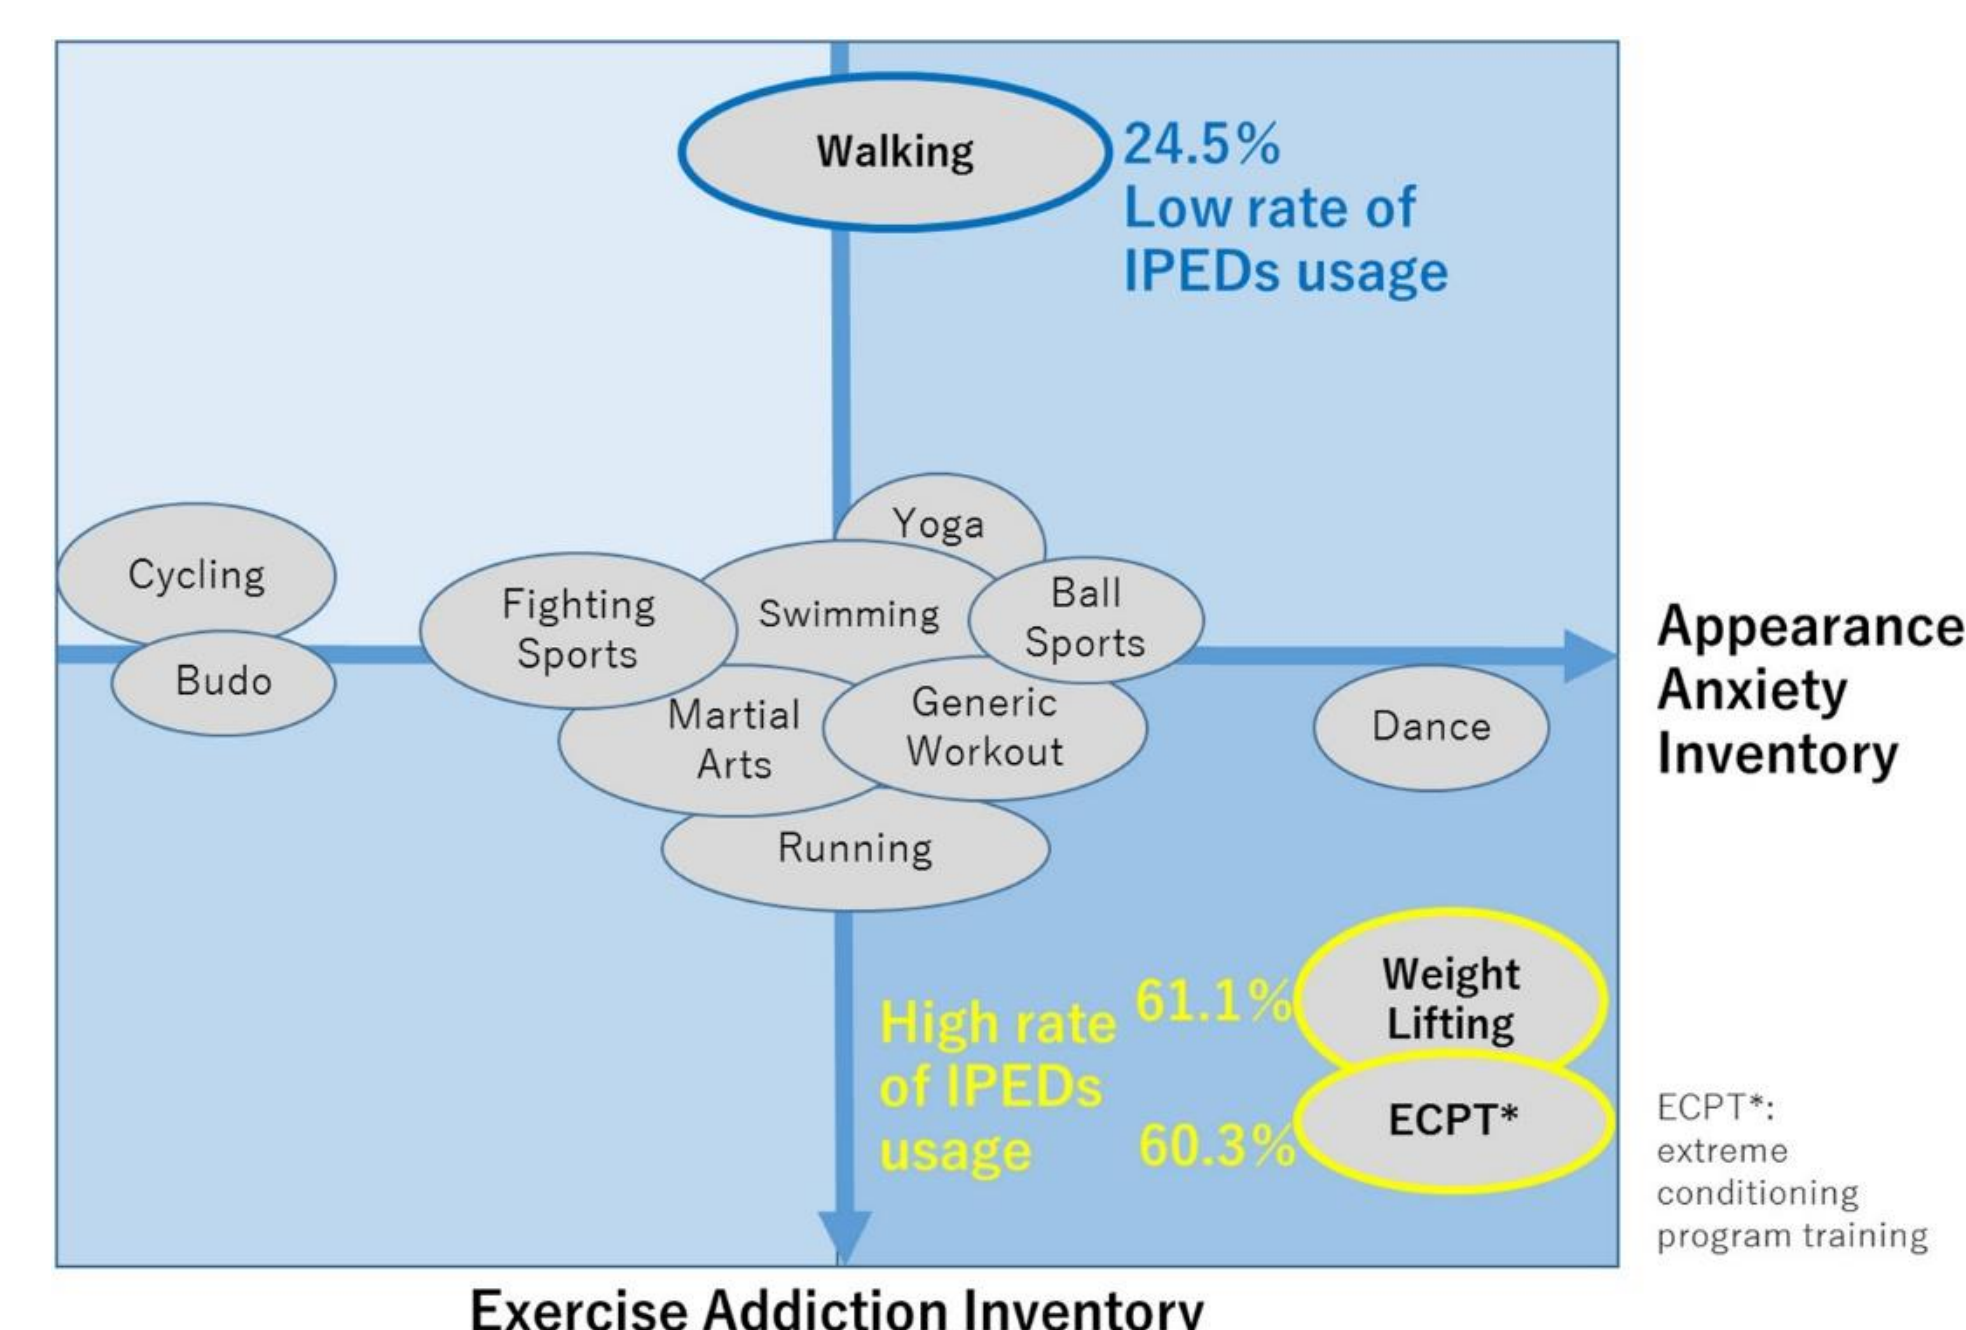 Walking
24.5%
Low rate of
IPEDs usage
Yoga
Cycling
Fighting
Sports
Swimming
Ball
Sports
Budo
Martial
Arts
Generic
Workout
Dance
Running
Appearance
Anxiety
Inventory
High rate
of IPEDs
usage
61.1%
Weight
Lifting
60.3%
ECPT*
ECPT*:
extreme
conditioning
program training
Exercise Addiction Inventory